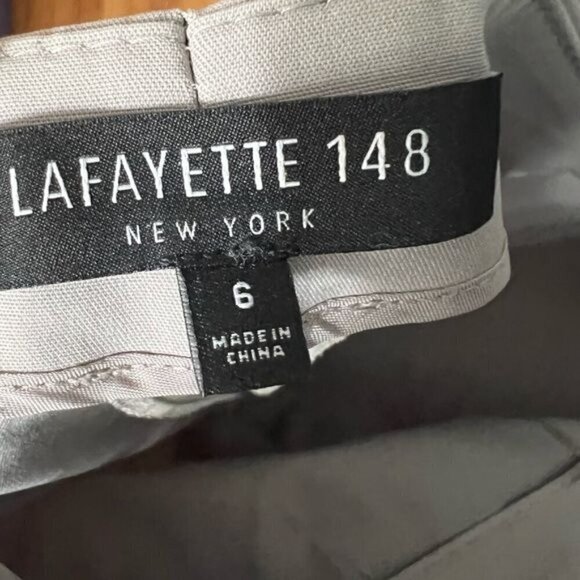 LAFAYETTE 148
NEW YORK
6
MADE IN
CHINA